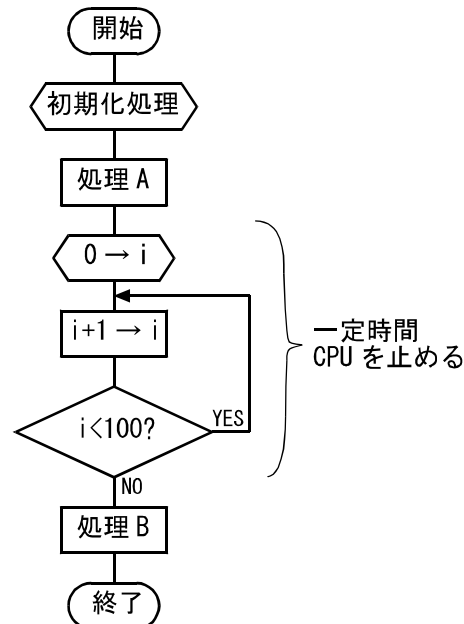 開始
初期化処理
処理 A
0 → i
i+1 → i
i<100?
YES
NO
処理 B
終了
一定時間
CPU を止める